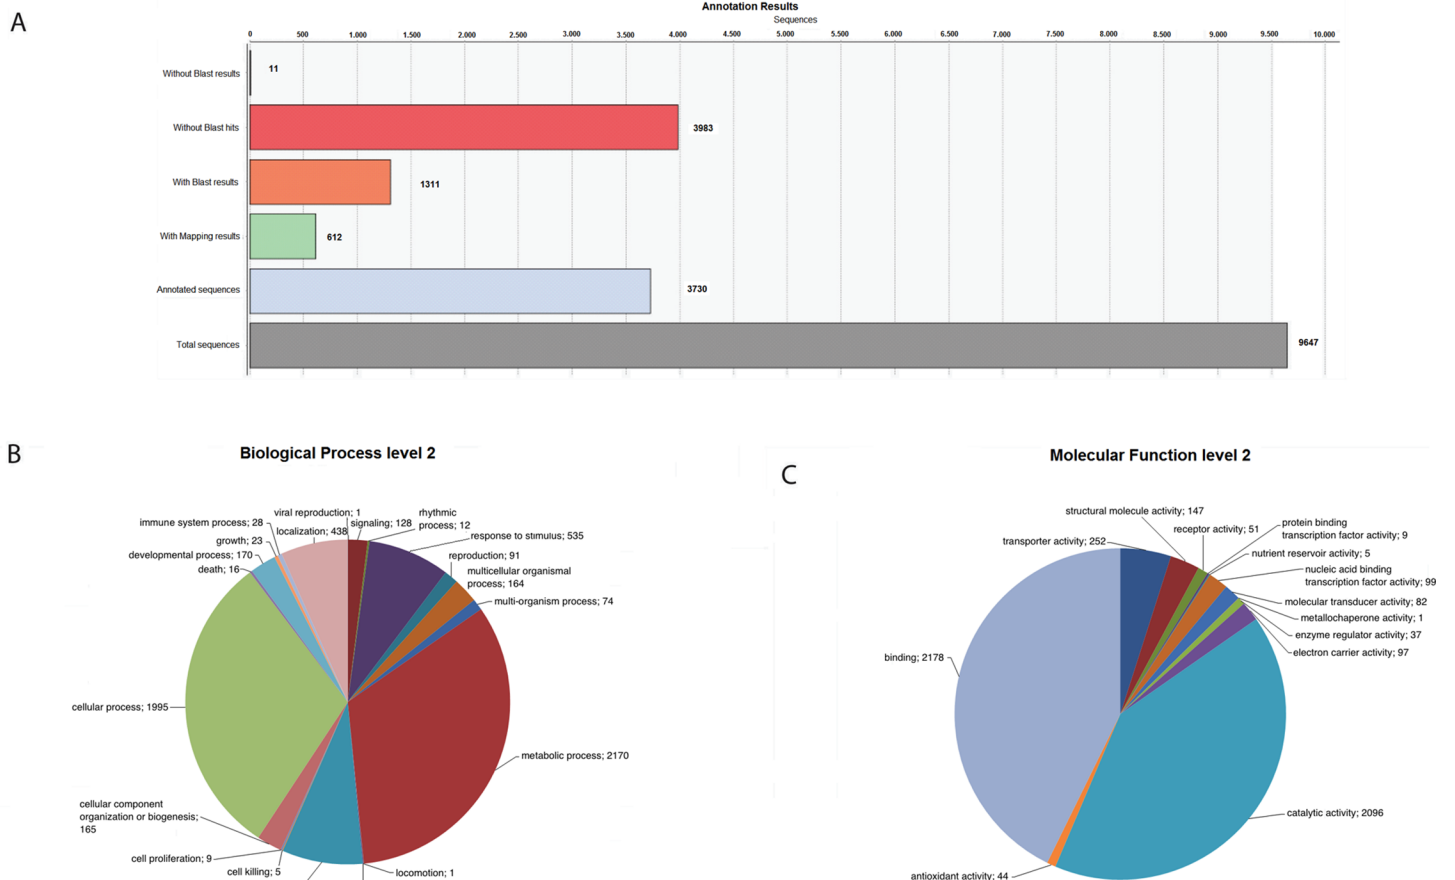 A
Annotation Results
Sequences
0 500 1.000 1.500 2.000 2.500 3.000 3.500 4.000 4.500 5.000 5.500 6.000 6.500 7.000 7.500 8.000 8.500 9.000 9.500 10.000
Without Blast results 11
Without Blast hits 3983
With Blast results 1311
With Mapping results 612
Annotated sequences 3730
Total sequences 9647
B
Biological Process level 2
viral reproduction; 1
signaling; 128
rhythmic
process; 12
response to stimulus; 535
reproduction; 91
multicellular organismal
process; 164
multi-organism process; 74
metabolic process; 2170
locomotion; 1
cell killing; 5
cell proliferation; 9
cellular component
organization or biogenesis;
165
cellular process; 1995
death; 16
developmental process; 170
growth; 23
immune system process; 28
localization; 438
C
Molecular Function level 2
structural molecule activity; 147
transporter activity; 252
receptor activity; 51
protein binding
transcription factor activity; 9
nutrient reservoir activity; 5
nucleic acid binding
transcription factor activity; 99
molecular transducer activity; 82
metallochaperone activity; 1
enzyme regulator activity; 37
electron carrier activity; 97
catalytic activity; 2096
antioxidant activity; 44
binding; 2178